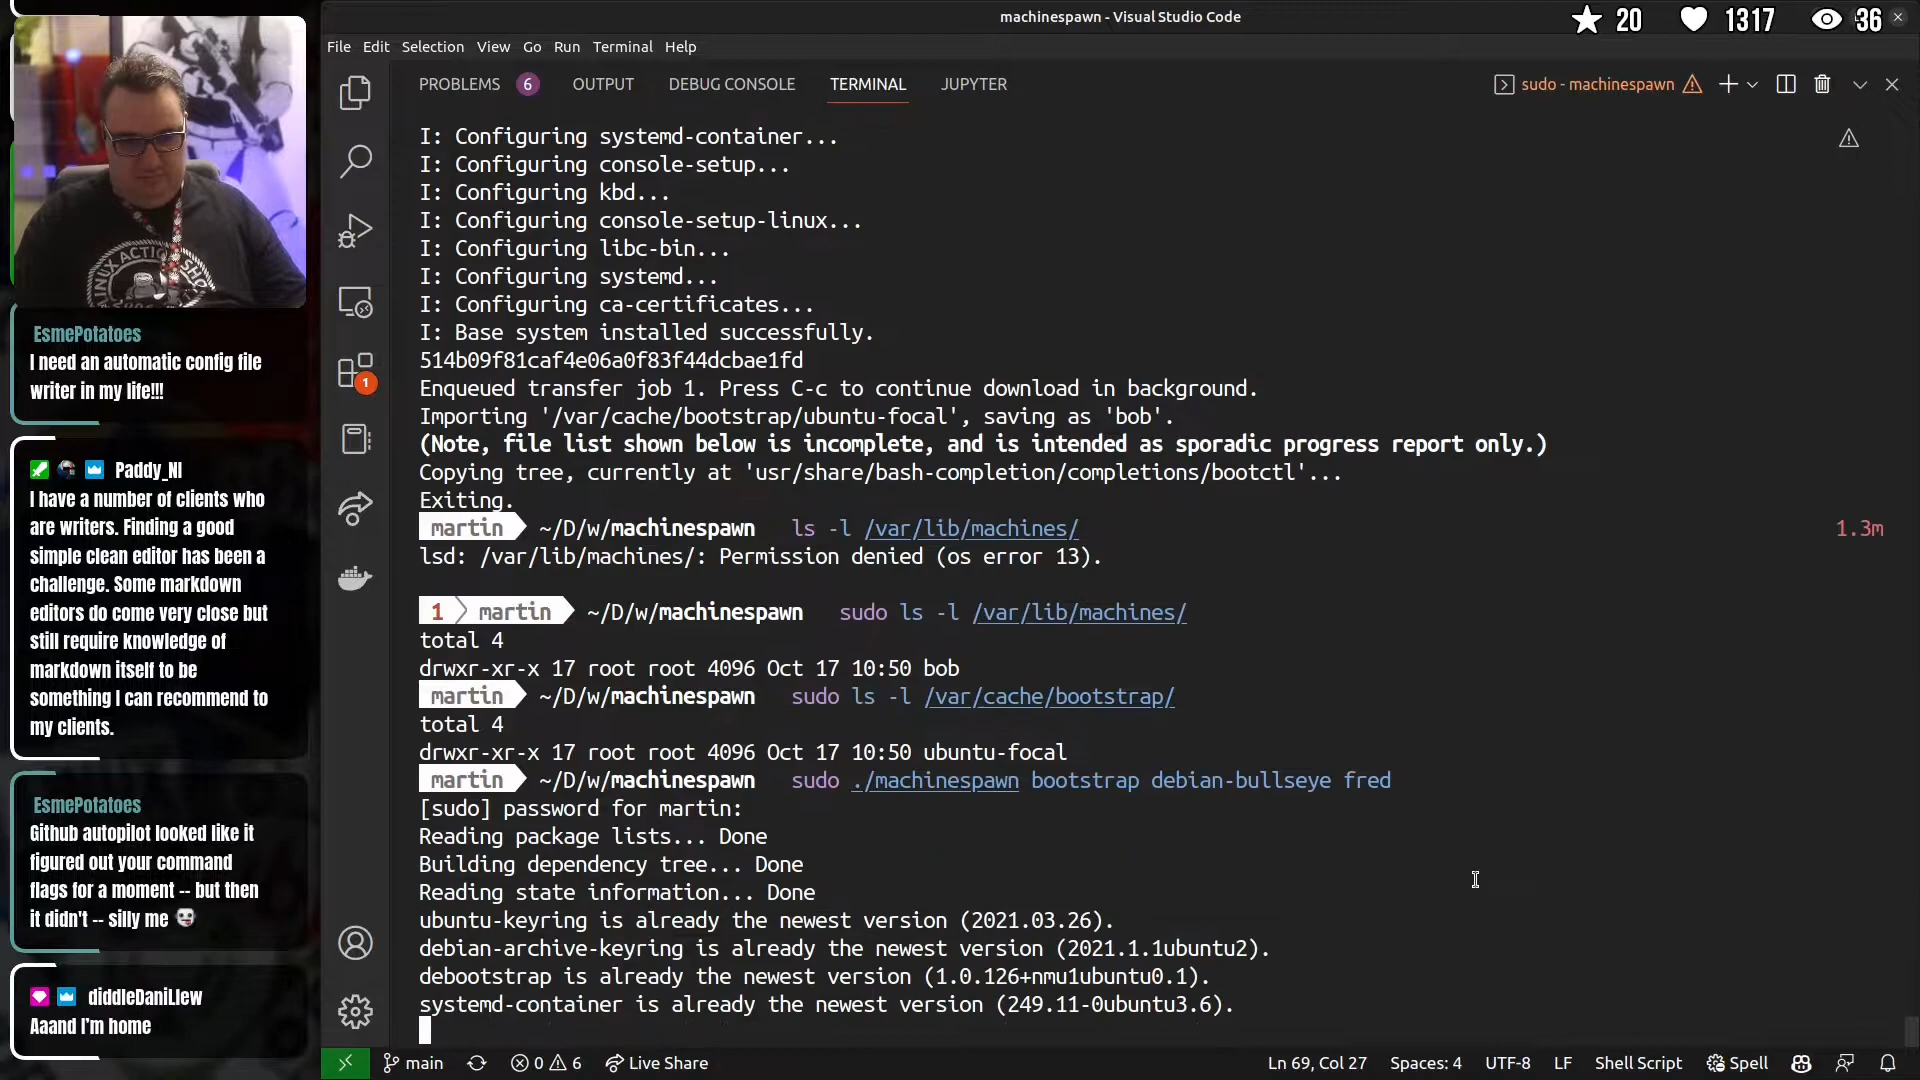 machinespawn - Visual Studio Code
20 1317 36
File Edit Selection View Go Run Terminal Help
PROBLEMS 6 OUTPUT DEBUG CONSOLE TERMINAL JUPYTER
sudo - machinespawn
I: Configuring systemd-container...
I: Configuring console-setup...
I: Configuring kbd...
I: Configuring console-setup-linux...
I: Configuring libc-bin...
I: Configuring systemd...
I: Configuring ca-certificates...
I: Base system installed successfully.
514b09f81caf4e06a0f83f44dcbae1fd
Enqueued transfer job 1. Press C-c to continue download in background.
Importing '/var/cache/bootstrap/ubuntu-focal', saving as 'bob'.
(Note, file list shown below is incomplete, and is intended as sporadic progress report only.)
Copying tree, currently at 'usr/share/bash-completion/completions/bootctl'...
Exiting.
martin ~/D/w/machinespawn ls -l /var/lib/machines/ 1.3m
lsd: /var/lib/machines/: Permission denied (os error 13).
1 martin ~/D/w/machinespawn sudo ls -l /var/lib/machines/
total 4
drwxr-xr-x 17 root root 4096 Oct 17 10:50 bob
martin ~/D/w/machinespawn sudo ls -l /var/cache/bootstrap/
total 4
drwxr-xr-x 17 root root 4096 Oct 17 10:50 ubuntu-focal
martin ~/D/w/machinespawn sudo ./machinespawn bootstrap debian-bullseye fred
[sudo] password for martin:
Reading package lists... Done
Building dependency tree... Done
Reading state information... Done
ubuntu-keyring is already the newest version (2021.03.26).
debian-archive-keyring is already the newest version (2021.1.1ubuntu2).
debootstrap is already the newest version (1.0.126+nmu1ubuntu0.1).
systemd-container is already the newest version (249.11-0ubuntu3.6).
1
main 0 6 Live Share
Ln 69, Col 27 Spaces: 4 UTF-8 LF Shell Script Spell
LINUX ACTION SHOW
EsmePotatoes
I need an automatic config file
writer in my life!!!
Paddy_NI
I have a number of clients who
are writers. Finding a good
simple clean editor has been a
challenge. Some markdown
editors do come very close but
still require knowledge of
markdown itself to be
something I can recommend to
my clients.
EsmePotatoes
Github autopilot looked like it
figured out your command
flags for a moment -- but then
it didn't -- silly me
diddleDaniLlew
Aaand I'm home